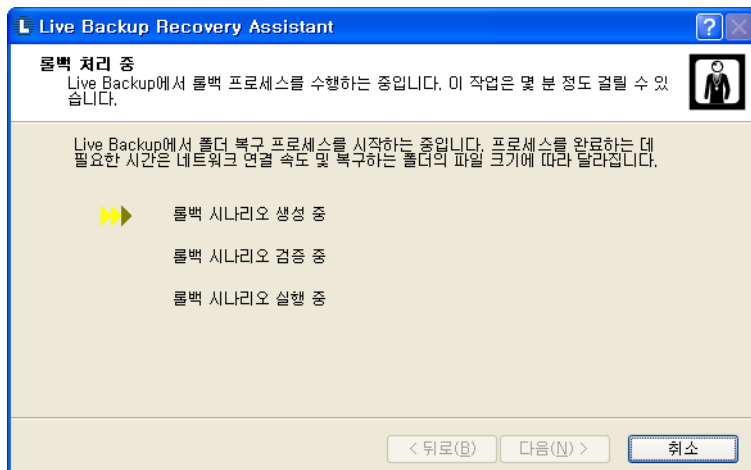 Live Backup Recovery Assistant
롤백 처리 중
Live Backup에서 롤백 프로세스를 수행하는 중입니다. 이 작업은 몇 분 정도 걸릴 수 있
습니다.
Live Backup에서 폴더 복구 프로세스를 시작하는 중입니다. 프로세스를 완료하는 데
필요한 시간은 네트워크 연결 속도 및 복구하는 폴더의 파일 크기에 따라 달라집니다.
롤백 시나리오 생성 중
롤백 시나리오 검증 중
롤백 시나리오 실행 중
< 뒤로(B) 다음(N) > 취소